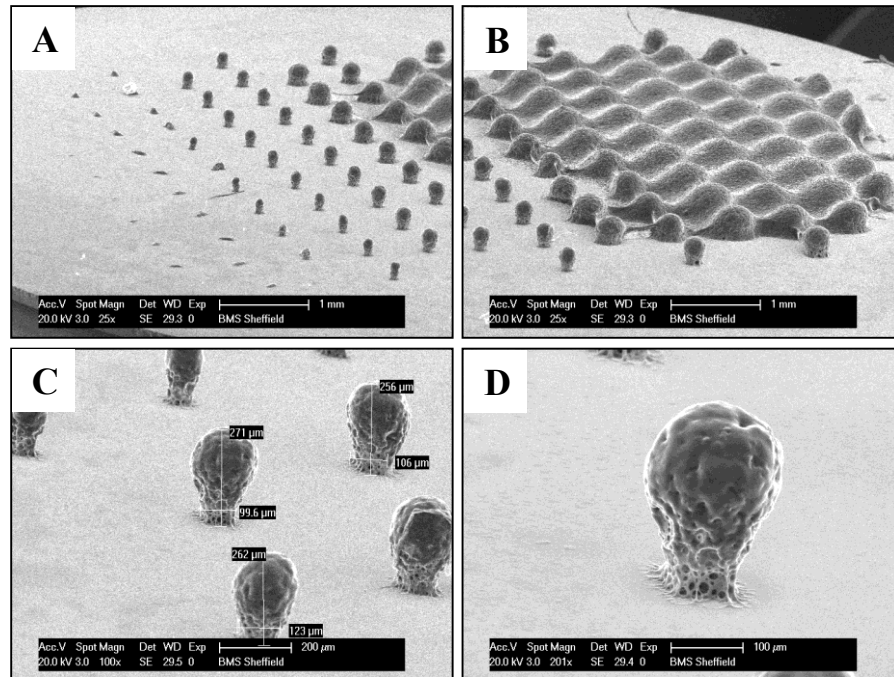 A
Acc.V Spot Magn Det WD Exp 1 mm
20.0 kV 3.0 25x SE 29.3 0 BMS Sheffield
B
Acc.V Spot Magn Det WD Exp 1 mm
20.0 kV 3.0 25x SE 29.3 0 BMS Sheffield
C
256 µm
271 µm
106 µm
99.6 µm
262 µm
123 µm
Acc.V Spot Magn Det WD Exp 200 µm
20.0 kV 3.0 100x SE 29.5 0 BMS Sheffield
D
Acc.V Spot Magn Det WD Exp 100 µm
20.0 kV 3.0 201x SE 29.4 0 BMS Sheffield